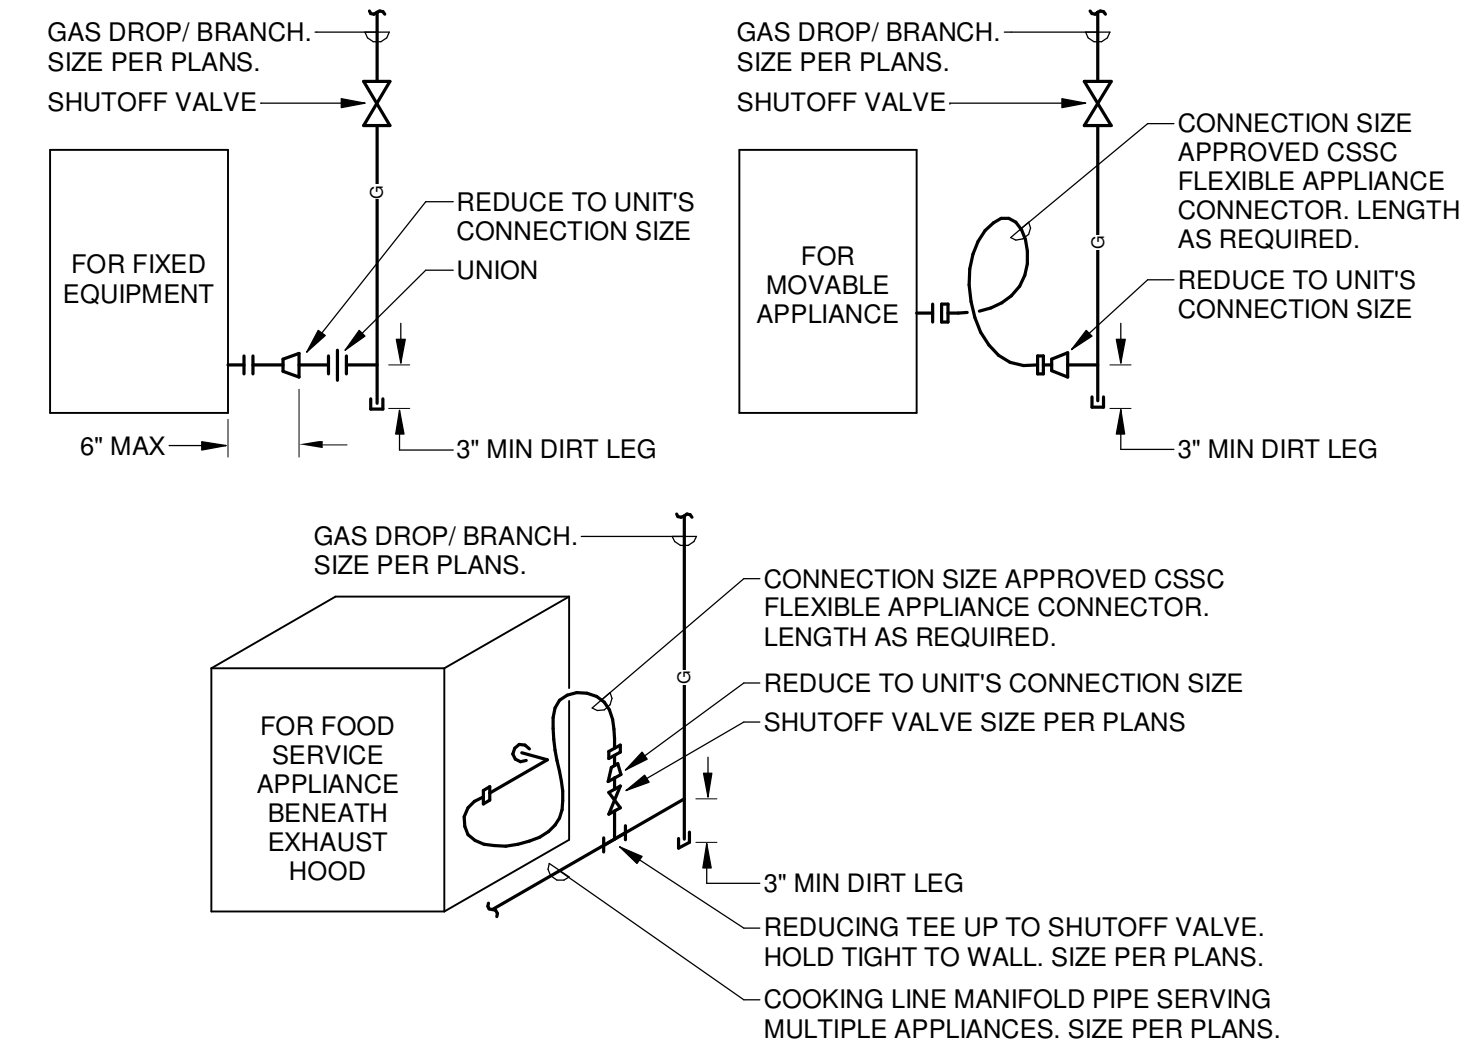 GAS DROP/ BRANCH.
SIZE PER PLANS.
SHUTOFF VALVE
FOR FIXED
EQUIPMENT
G
REDUCE TO UNIT'S
CONNECTION SIZE
UNION
6" MAX
3" MIN DIRT LEG
GAS DROP/ BRANCH.
SIZE PER PLANS.
SHUTOFF VALVE
CONNECTION SIZE
APPROVED CSSC
FLEXIBLE APPLIANCE
CONNECTOR. LENGTH
AS REQUIRED.
FOR
MOVABLE
APPLIANCE
G
REDUCE TO UNIT'S
CONNECTION SIZE
3" MIN DIRT LEG
GAS DROP/ BRANCH.
SIZE PER PLANS.
CONNECTION SIZE APPROVED CSSC
FLEXIBLE APPLIANCE CONNECTOR.
LENGTH AS REQUIRED.
G
REDUCE TO UNIT'S CONNECTION SIZE
SHUTOFF VALVE SIZE PER PLANS
FOR FOOD
SERVICE
APPLIANCE
BENEATH
EXHAUST
HOOD
3" MIN DIRT LEG
REDUCING TEE UP TO SHUTOFF VALVE.
HOLD TIGHT TO WALL. SIZE PER PLANS.
COOKING LINE MANIFOLD PIPE SERVING
MULTIPLE APPLIANCES. SIZE PER PLANS.